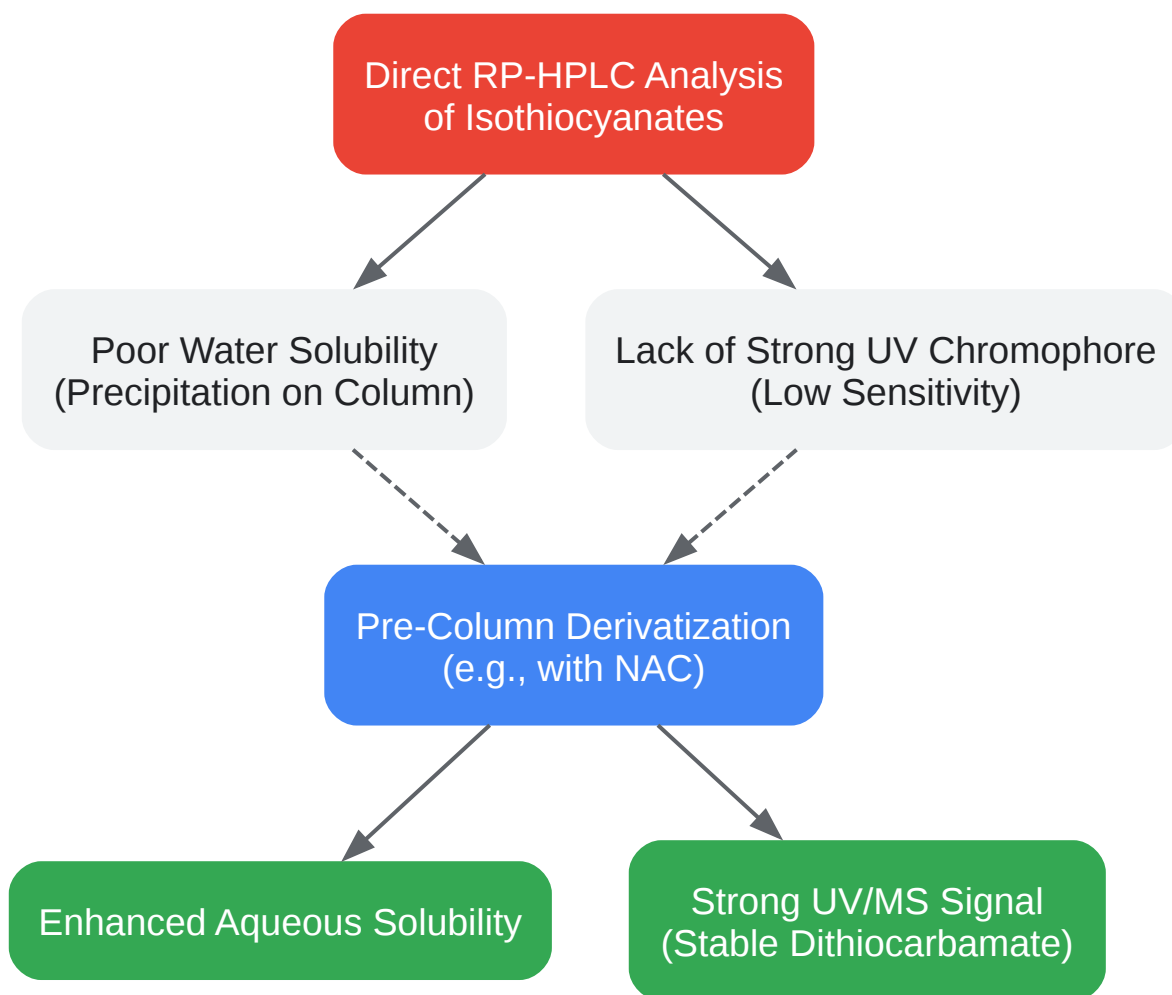 Direct RP-HPLC Analysis
of Isothiocyanates
Poor Water Solubility
(Precipitation on Column)
Lack of Strong UV Chromophore
(Low Sensitivity)
Pre-Column Derivatization
(e.g., with NAC)
Enhanced Aqueous Solubility
Strong UV/MS Signal
(Stable Dithiocarbamate)